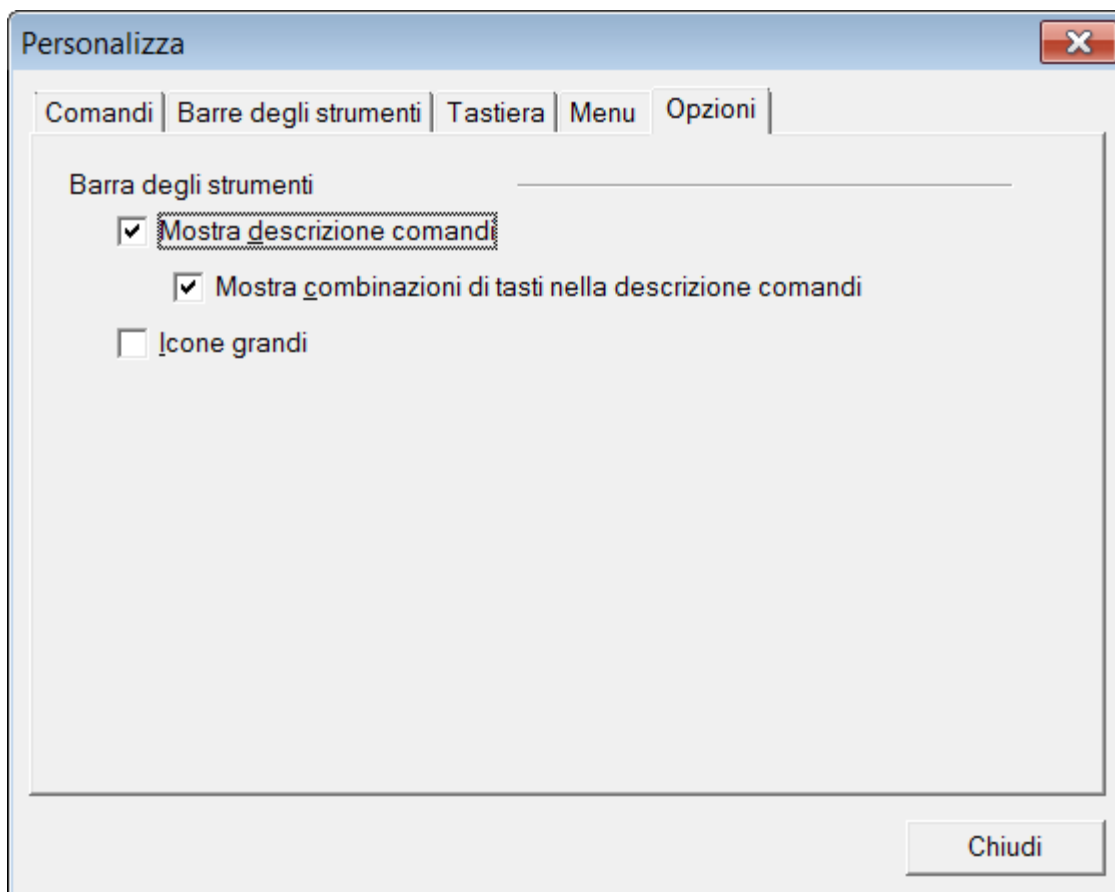 Personalizza
Comandi Barre degli strumenti Tastiera Menu Opzioni
Barra degli strumenti
Mostra descrizione comandi
Mostra combinazioni di tasti nella descrizione comandi
Icone grandi
Chiudi